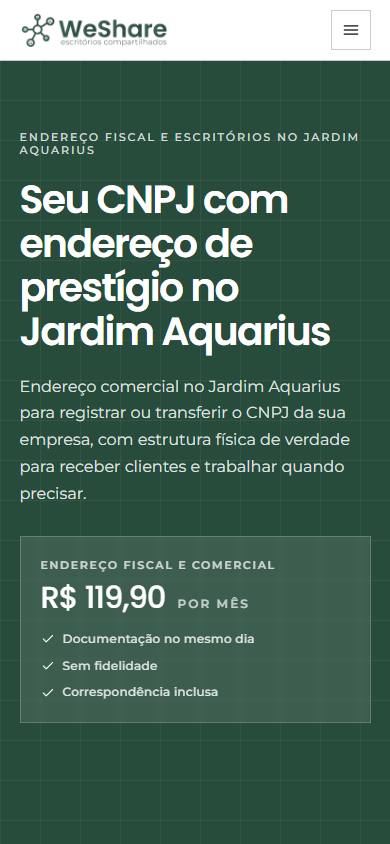 WeShare
escritórios compartilhados
ENDEREÇO FISCAL E ESCRITÓRIOS NO JARDIM
AQUARIUS
Seu CNPJ com
endereço de
prestígio no
Jardim Aquarius
Endereço comercial no Jardim Aquarius
para registrar ou transferir o CNPJ da sua
empresa, com estrutura física de verdade
para receber clientes e trabalhar quando
precisar.
ENDEREÇO FISCAL E COMERCIAL
R$ 119,90 POR MÊS
Documentação no mesmo dia
Sem fidelidade
Correspondência inclusa